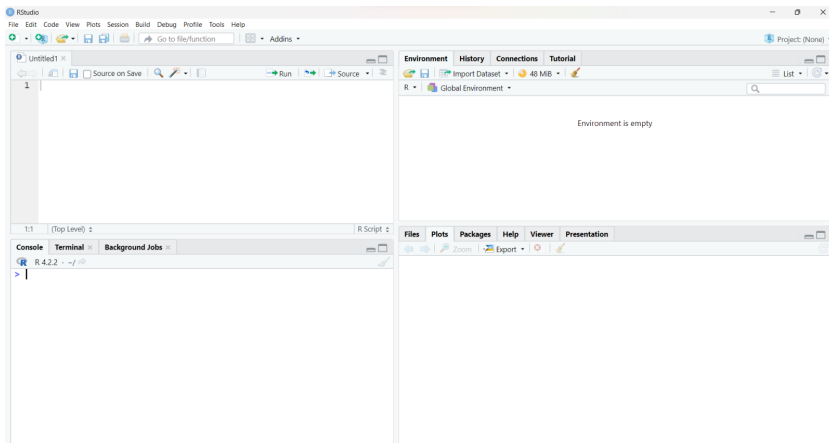 RStudio
File Edit Code View Plots Session Build Debug Profile Tools Help
Go to file/function Addins Project: (None)
Untitled1
Source on Save Run Source
1
1:1 (Top Level) R Script
Console Terminal Background Jobs
R 4.2.2 · ~/
>
Environment History Connections Tutorial
Import Dataset 48 MiB List
R Global Environment
Environment is empty
Files Plots Packages Help Viewer Presentation
Zoom Export